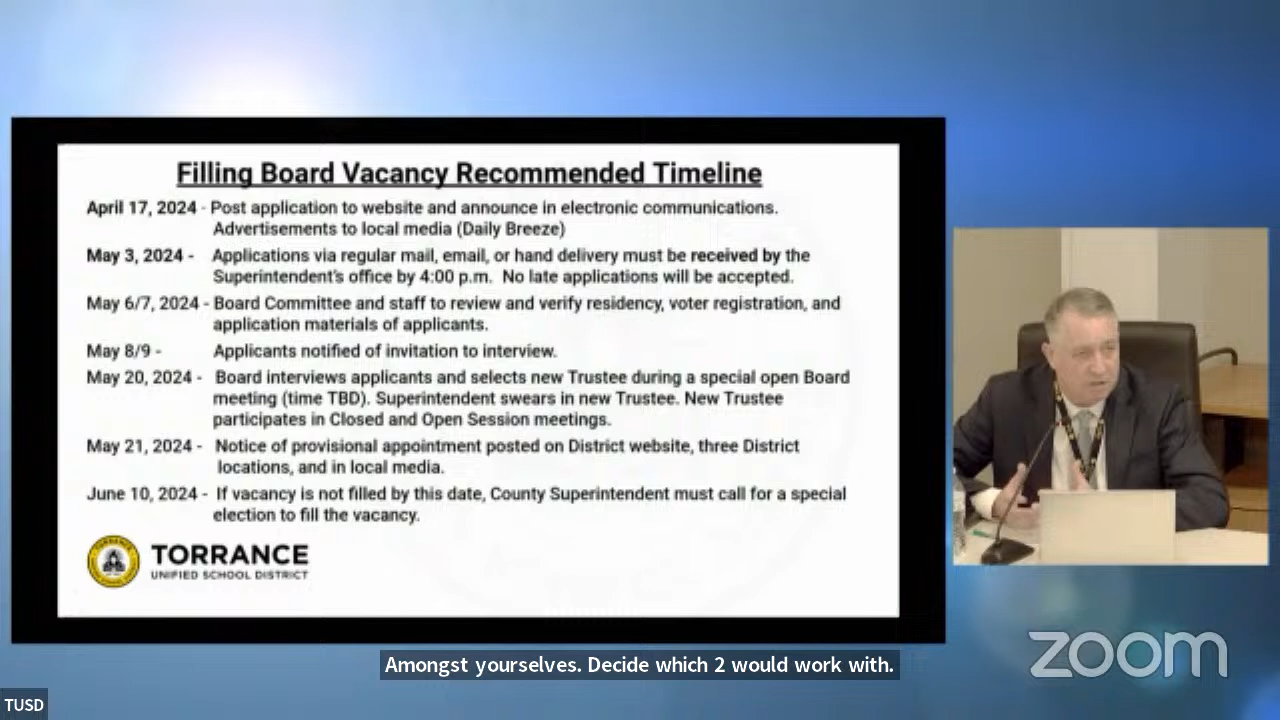 Filling Board Vacancy Recommended Timeline
April 17, 2024 - Post application to website and announce in electronic communications.
Advertisements to local media (Daily Breeze)
May 3, 2024 - Applications via regular mail, email, or hand delivery must be received by the
Superintendent's office by 4:00 p.m. No late applications will be accepted.
May 6/7, 2024 - Board Committee and staff to review and verify residency, voter registration, and
application materials of applicants.
May 8/9 - Applicants notified of invitation to interview.
May 20, 2024 - Board interviews applicants and selects new Trustee during a special open Board
meeting (time TBD). Superintendent swears in new Trustee. New Trustee
participates in Closed and Open Session meetings.
May 21, 2024 - Notice of provisional appointment posted on District website, three District
locations, and in local media.
June 10, 2024 - If vacancy is not filled by this date, County Superintendent must call for a special
election to fill the vacancy.
TORRANCE
UNIFIED SCHOOL DISTRICT
zoom
Amongst yourselves. Decide which 2 would work with.
TUSD